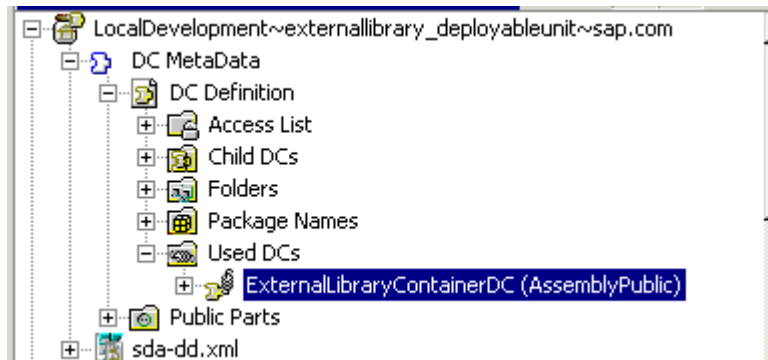 LocalDevelopment~externallibrary_deployableunit~sap.com
DC MetaData
DC Definition
Access List
Child DCs
Folders
Package Names
Used DCs
ExternalLibraryContainerDC (AssemblyPublic)
Public Parts
sda-dd.xml